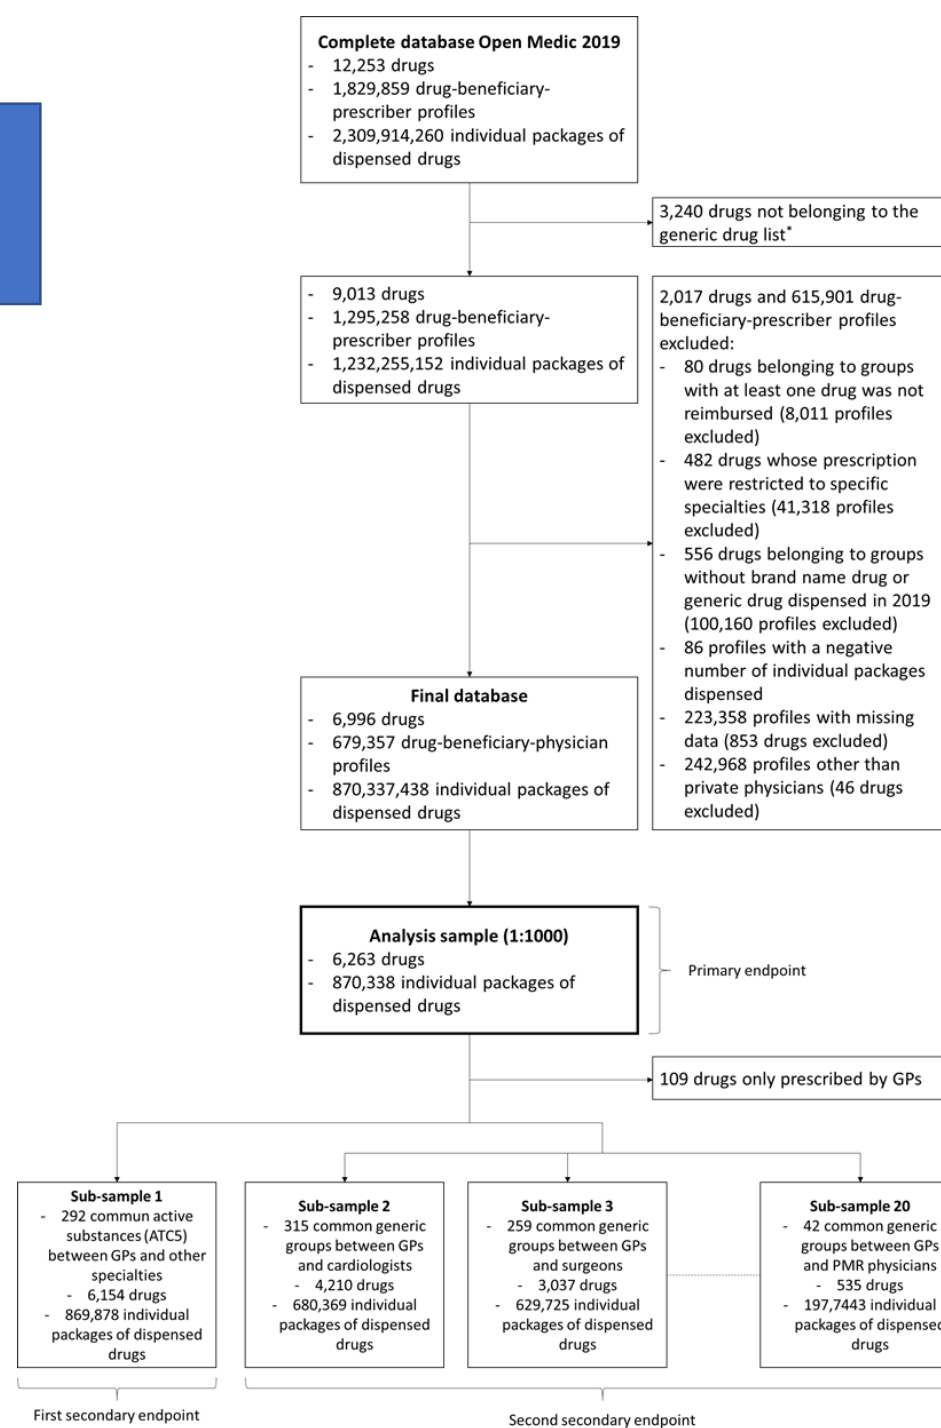 Complete database Open Medic 2019
- 12,253 drugs
- 1,829,859 drug-beneficiary-
prescriber profiles
- 2,309,914,260 individual packages of
dispensed drugs
3,240 drugs not belonging to the
generic drug list*
- 9,013 drugs
- 1,295,258 drug-beneficiary-
prescriber profiles
- 1,232,255,152 individual packages of
dispensed drugs
2,017 drugs and 615,901 drug-
beneficiary-prescriber profiles
excluded:
- 80 drugs belonging to groups
with at least one drug was not
reimbursed (8,011 profiles
excluded)
- 482 drugs whose prescription
were restricted to specific
specialties (41,318 profiles
excluded)
- 556 drugs belonging to groups
without brand name drug or
generic drug dispensed in 2019
(100,160 profiles excluded)
- 86 profiles with a negative
number of individual packages
dispensed
- 223,358 profiles with missing
data (853 drugs excluded)
- 242,968 profiles other than
private physicians (46 drugs
excluded)
Final database
- 6,996 drugs
- 679,357 drug-beneficiary-physician
profiles
- 870,337,438 individual packages of
dispensed drugs
Analysis sample (1:1000)
- 6,263 drugs
- 870,338 individual packages of
dispensed drugs
Primary endpoint
109 drugs only prescribed by GPs
Sub-sample 1
- 292 commun active
substances (ATC5)
between GPs and other
specialties
- 6,154 drugs
- 869,878 individual
packages of dispensed
drugs
Sub-sample 2
- 315 common generic
groups between GPs
and cardiologists
- 4,210 drugs
- 680,369 individual
packages of dispensed
drugs
Sub-sample 3
- 259 common generic
groups between GPs
and surgeons
- 3,037 drugs
- 629,725 individual
packages of dispensed
drugs
Sub-sample 20
- 42 common generic
groups between GPs
and PMR physicians
- 535 drugs
- 197,7443 individual
packages of dispensed
drugs
First secondary endpoint
Second secondary endpoint